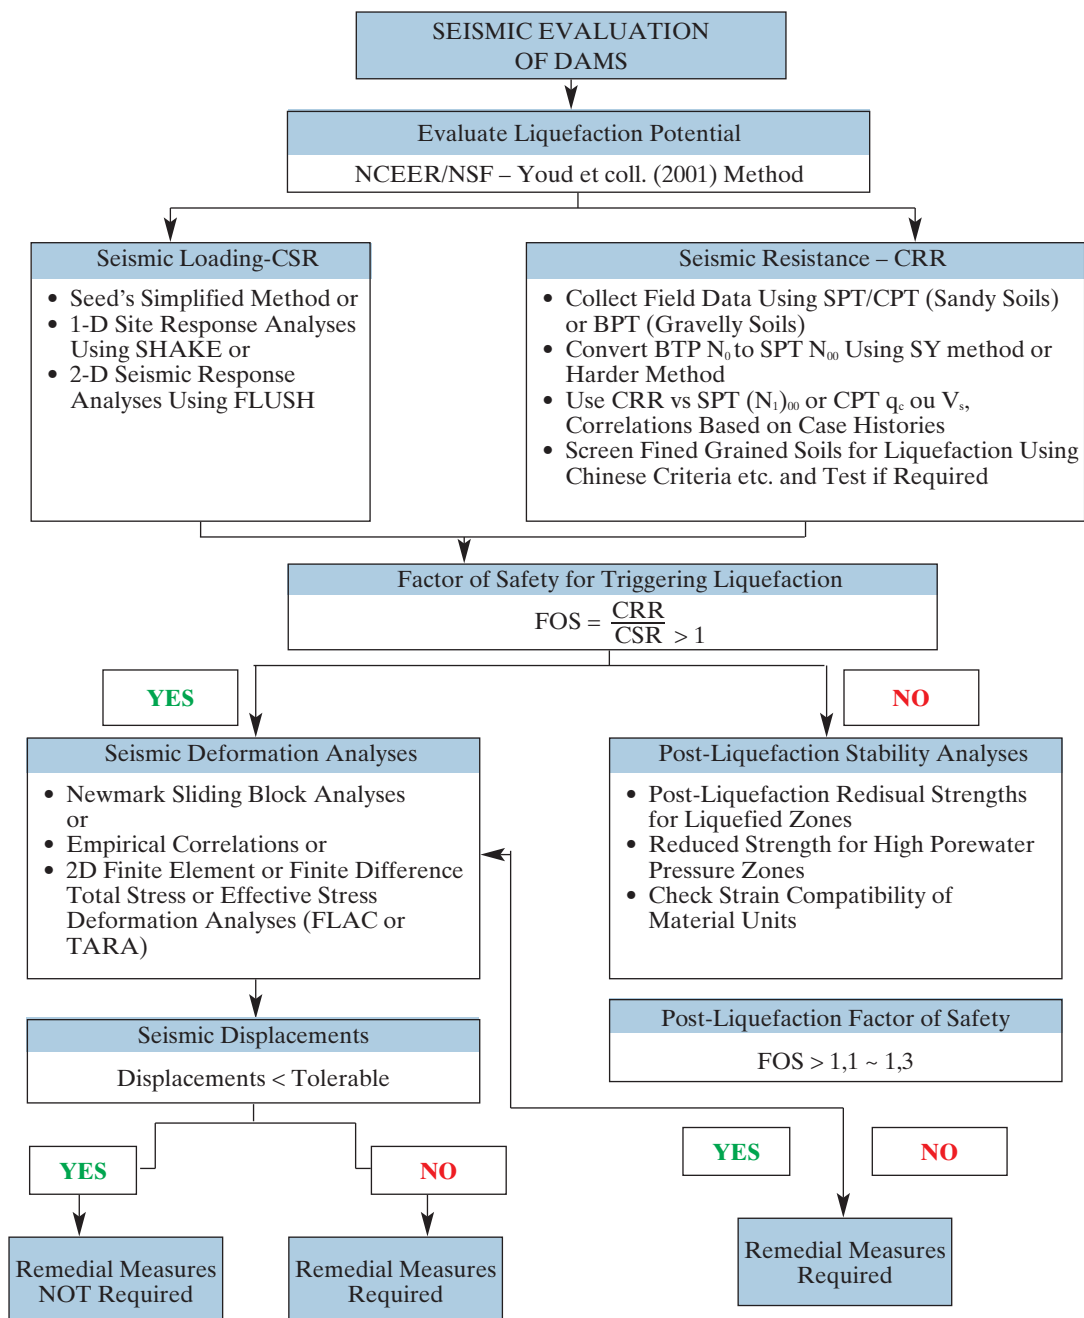 SEISMIC EVALUATION
OF DAMS
Evaluate Liquefaction Potential
NCEER/NSF – Youd et coll. (2001) Method
Seismic Loading-CSR
• Seed's Simplified Method or
• 1-D Site Response Analyses
Using SHAKE or
• 2-D Seismic Response
Analyses Using FLUSH
Seismic Resistance – CRR
• Collect Field Data Using SPT/CPT (Sandy Soils)
or BPT (Gravelly Soils)
• Convert BTP N₀ to SPT N₀₀ Using SY method or
Harder Method
• Use CRR vs SPT (N₁)₀₀ or CPT q꜀ ou Vₛ,
Correlations Based on Case Histories
• Screen Fined Grained Soils for Liquefaction Using
Chinese Criteria etc. and Test if Required
Factor of Safety for Triggering Liquefaction
FOS = CRR/CSR > 1
YES
NO
Seismic Deformation Analyses
• Newmark Sliding Block Analyses
or
• Empirical Correlations or
• 2D Finite Element or Finite Difference
Total Stress or Effective Stress
Deformation Analyses (FLAC or
TARA)
Post-Liquefaction Stability Analyses
• Post-Liquefaction Redisual Strengths
for Liquefied Zones
• Reduced Strength for High Porewater
Pressure Zones
• Check Strain Compatibility of
Material Units
Seismic Displacements
Displacements < Tolerable
Post-Liquefaction Factor of Safety
FOS > 1,1 ~ 1,3
YES
NO
YES
NO
Remedial Measures
NOT Required
Remedial Measures
Required
Remedial Measures
Required